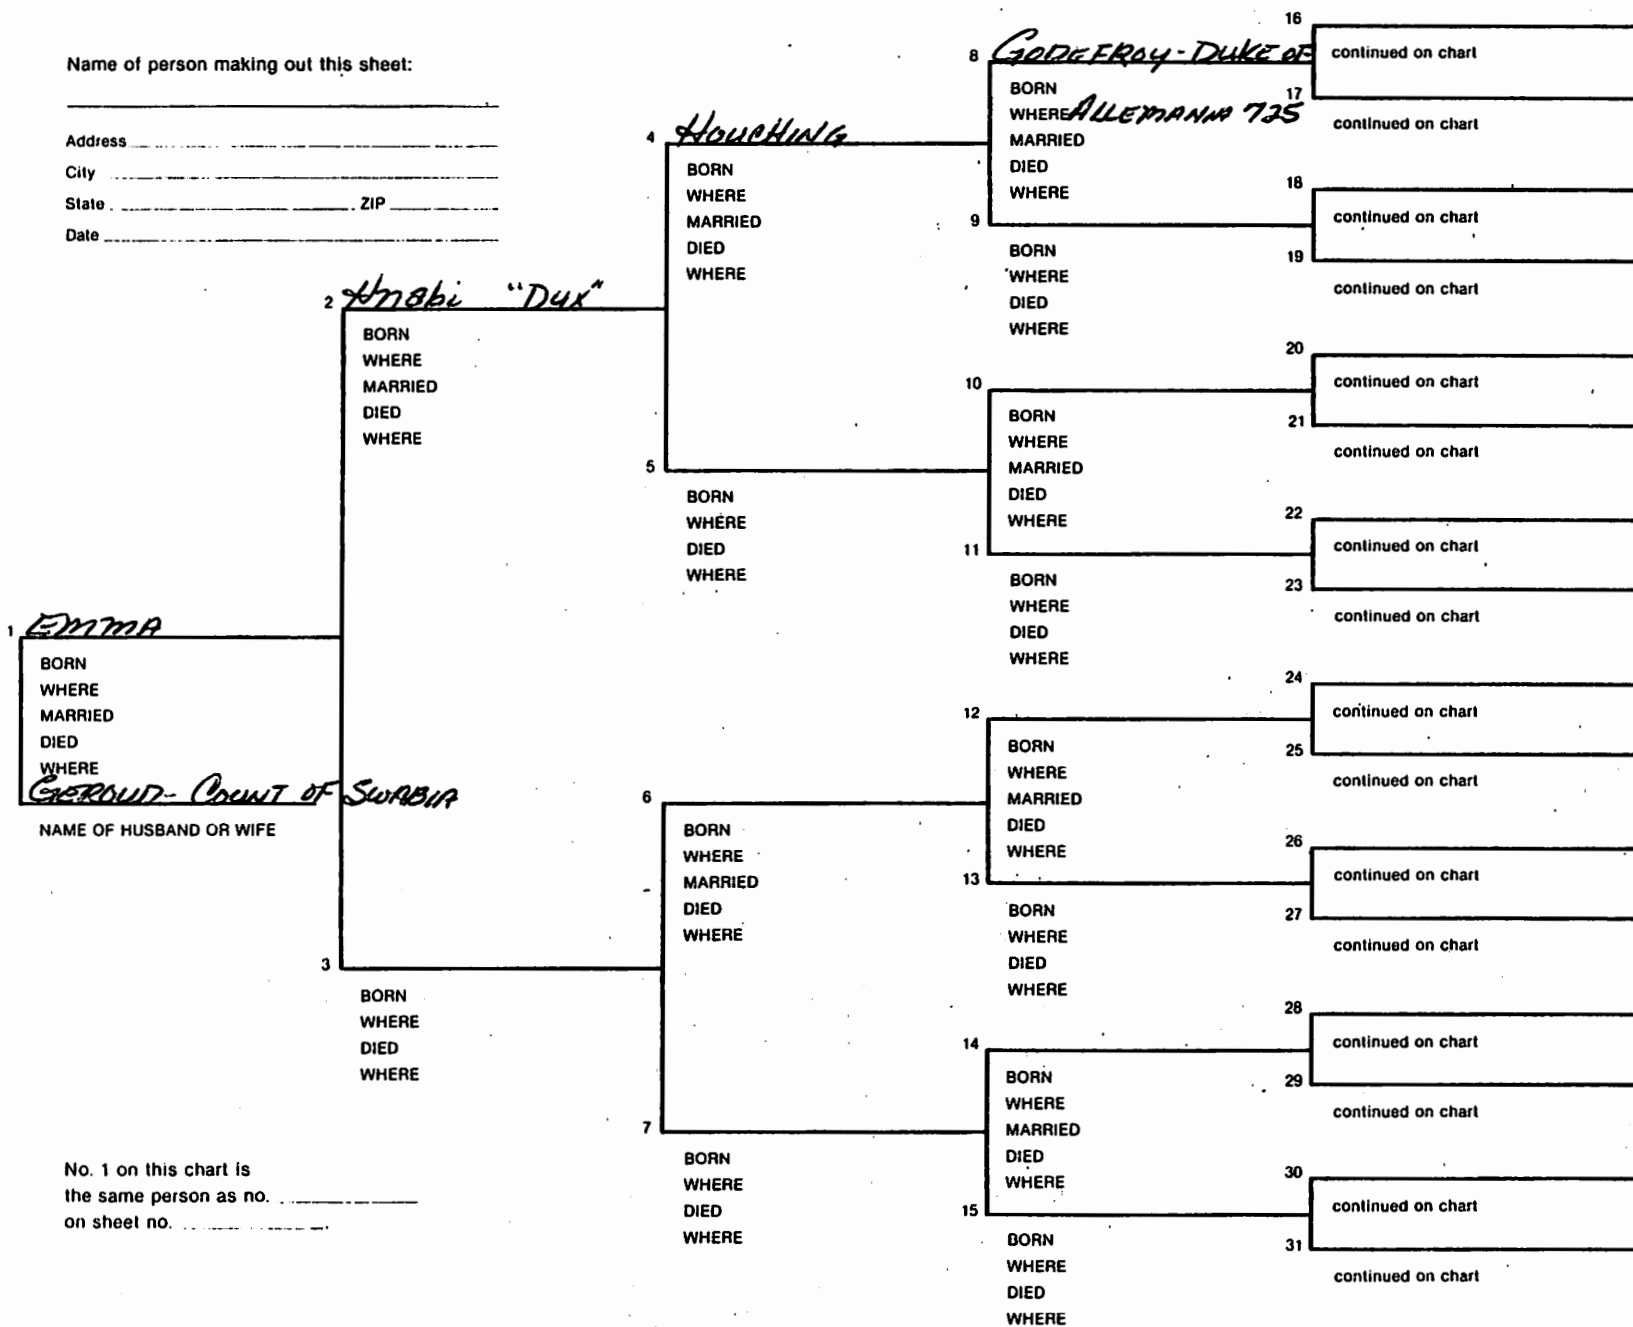 Name of person making out this sheet:
Address
City
State ZIP
Date
1 EMMA
BORN
WHERE
MARRIED
DIED
WHERE
GEROUD - COUNT OF SWABIA
NAME OF HUSBAND OR WIFE
No. 1 on this chart is
the same person as no.
on sheet no.
2 Hnabi "Dux"
BORN
WHERE
MARRIED
DIED
WHERE
3
BORN
WHERE
DIED
WHERE
4 HOUCHING
BORN
WHERE
MARRIED
DIED
WHERE
5
BORN
WHERE
DIED
WHERE
6
BORN
WHERE
MARRIED
DIED
WHERE
7
BORN
WHERE
DIED
WHERE
8 GODEFROY - DUKE OF
BORN
WHERE ALLEMANIA 725
MARRIED
DIED
WHERE
9
BORN
WHERE
DIED
WHERE
10
BORN
WHERE
MARRIED
DIED
WHERE
11
BORN
WHERE
DIED
WHERE
12
BORN
WHERE
MARRIED
DIED
WHERE
13
BORN
WHERE
DIED
WHERE
14
BORN
WHERE
MARRIED
DIED
WHERE
15
BORN
WHERE
DIED
WHERE
16
continued on chart
17
continued on chart
18
continued on chart
19
continued on chart
20
continued on chart
21
continued on chart
22
continued on chart
23
continued on chart
24
continued on chart
25
continued on chart
26
continued on chart
27
continued on chart
28
continued on chart
29
continued on chart
30
continued on chart
31
continued on chart